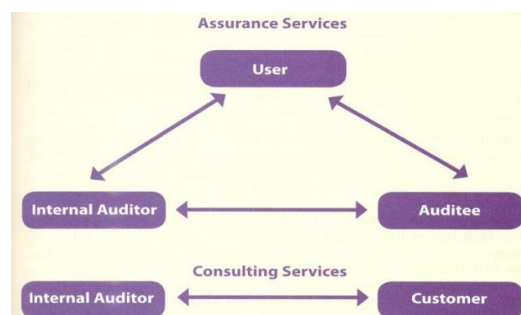 Assurance Services
User
Internal Auditor
Auditee
Consulting Services
Internal Auditor
Customer